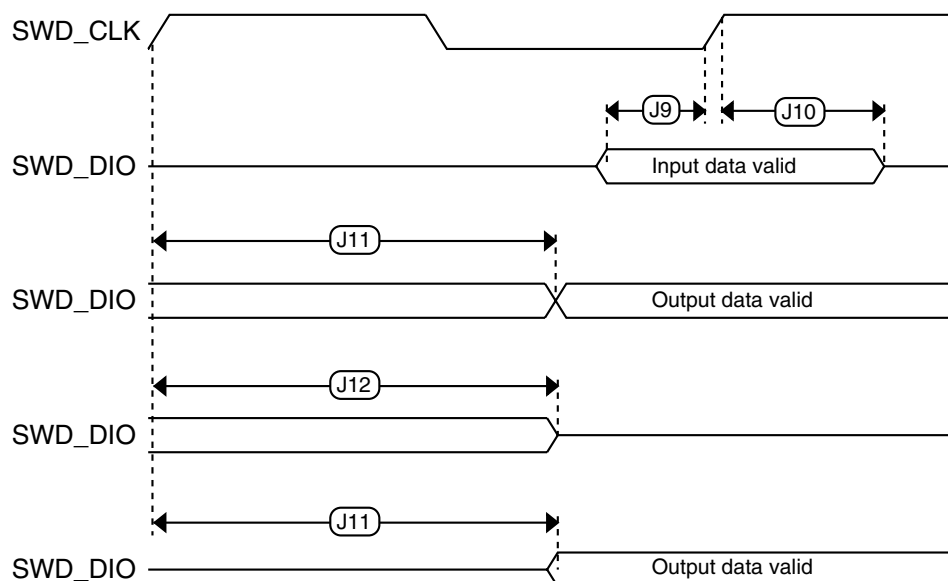 SWD_CLK
J9
J10
SWD_DIO
Input data valid
J11
SWD_DIO
Output data valid
J12
SWD_DIO
J11
SWD_DIO
Output data valid